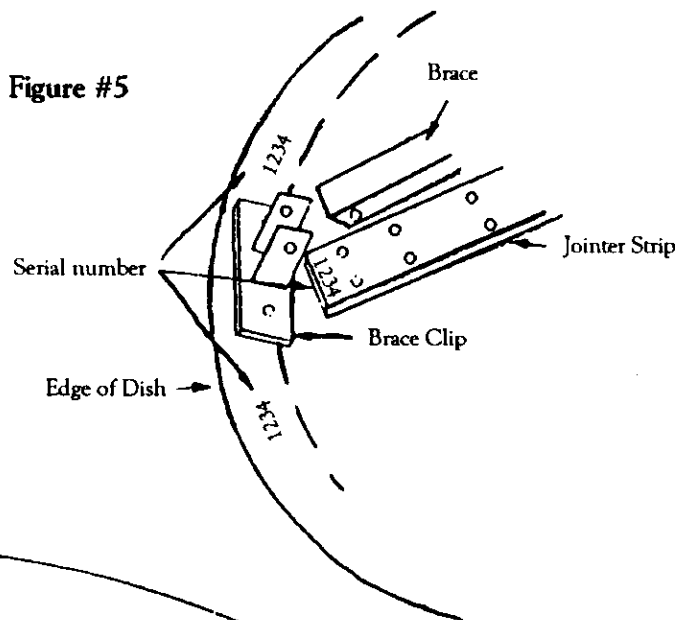 Figure #5
Brace
1234
Jointer Strip
Serial number
1234
Brace Clip
Edge of Dish
1234